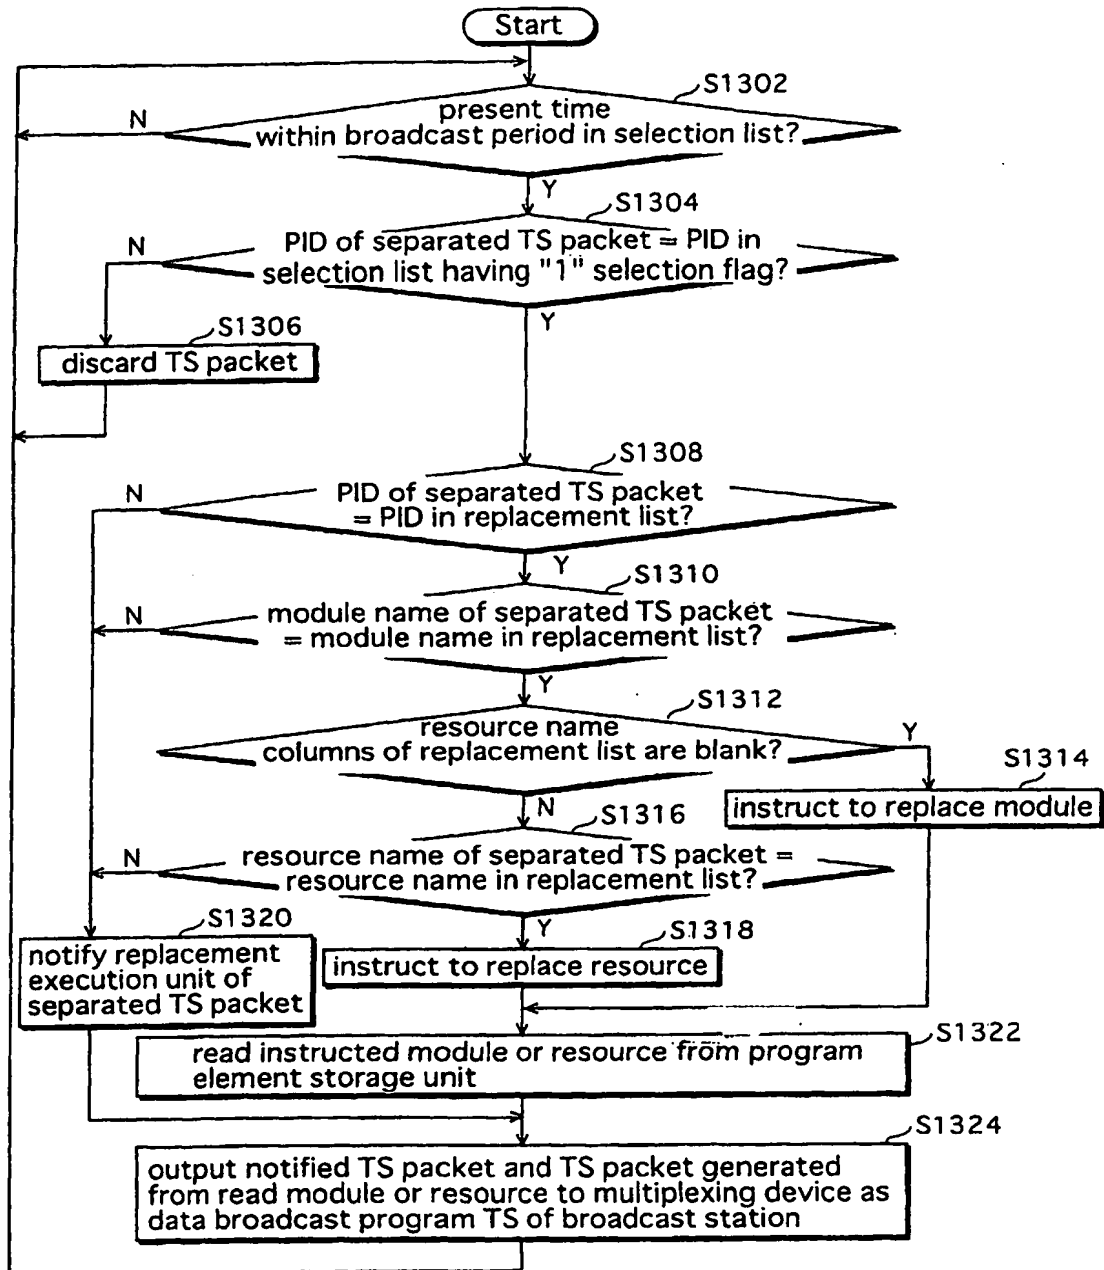 Start
S1302
N
present time
within broadcast period in selection list?
Y
S1304
N
PID of separated TS packet = PID in
selection list having "1" selection flag?
Y
S1306
discard TS packet
S1308
N
PID of separated TS packet
= PID in replacement list?
Y
S1310
N
module name of separated TS packet
= module name in replacement list?
Y
S1312
resource name
columns of replacement list are blank?
Y
S1314
instruct to replace module
N
S1316
N
resource name of separated TS packet =
resource name in replacement list?
Y
S1320
notify replacement
execution unit of
separated TS packet
S1318
instruct to replace resource
S1322
read instructed module or resource from program
element storage unit
S1324
output notified TS packet and TS packet generated
from read module or resource to multiplexing device as
data broadcast program TS of broadcast station